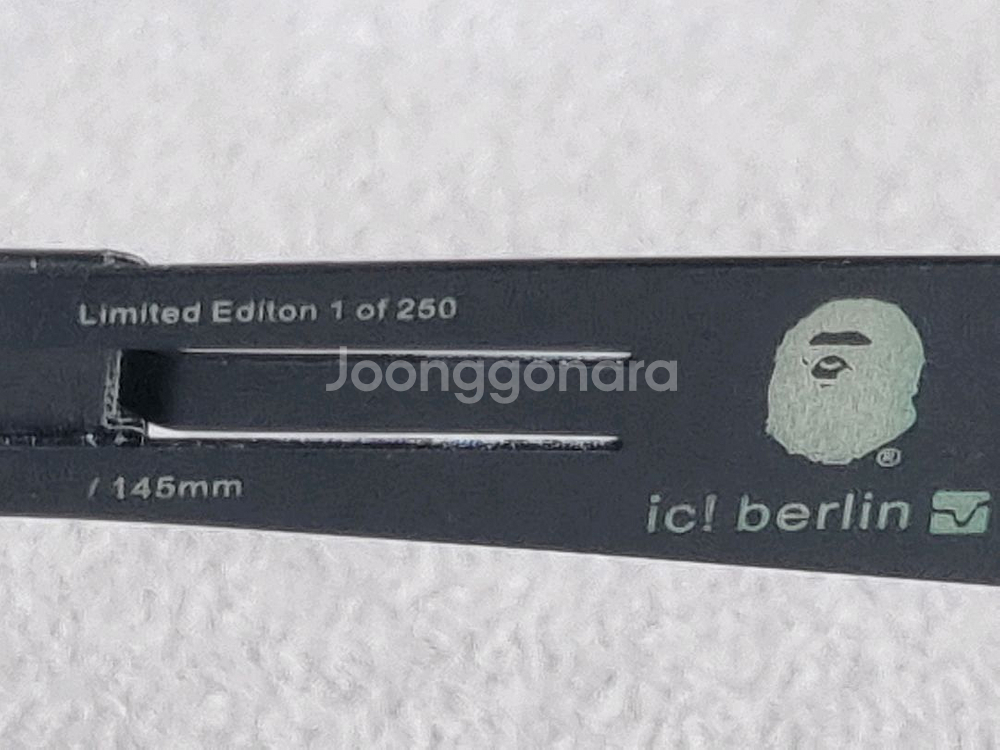 Limited Editon 1 of 250
Joonggonara
/ 145mm
®
ic! berlin